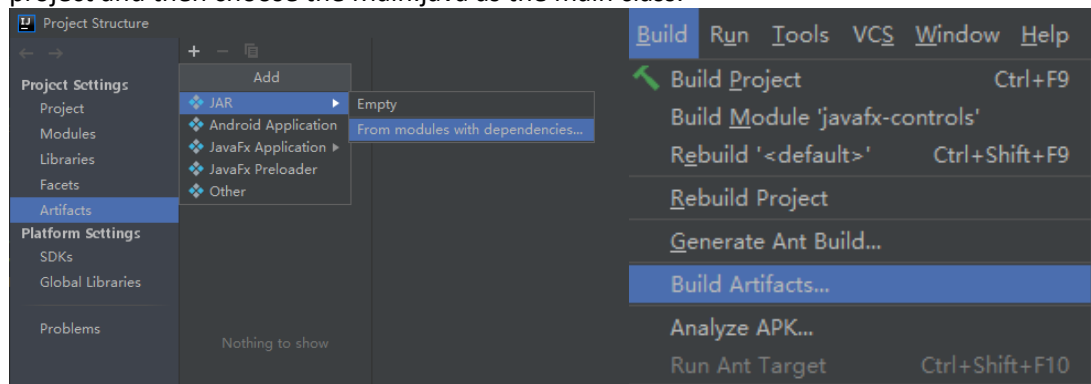 project and then choose the main.java as the main class.
Project Structure
Project Settings
Project
Modules
Libraries
Facets
Artifacts
Platform Settings
SDKs
Global Libraries
Problems
Add
JAR
Android Application
JavaFx Application
JavaFx Preloader
Other
Empty
From modules with dependencies...
Nothing to show
Build Run Tools VCS Window Help
Build Project Ctrl+F9
Build Module 'javafx-controls'
Rebuild '<default>' Ctrl+Shift+F9
Rebuild Project
Generate Ant Build...
Build Artifacts...
Analyze APK...
Run Ant Target Ctrl+Shift+F10